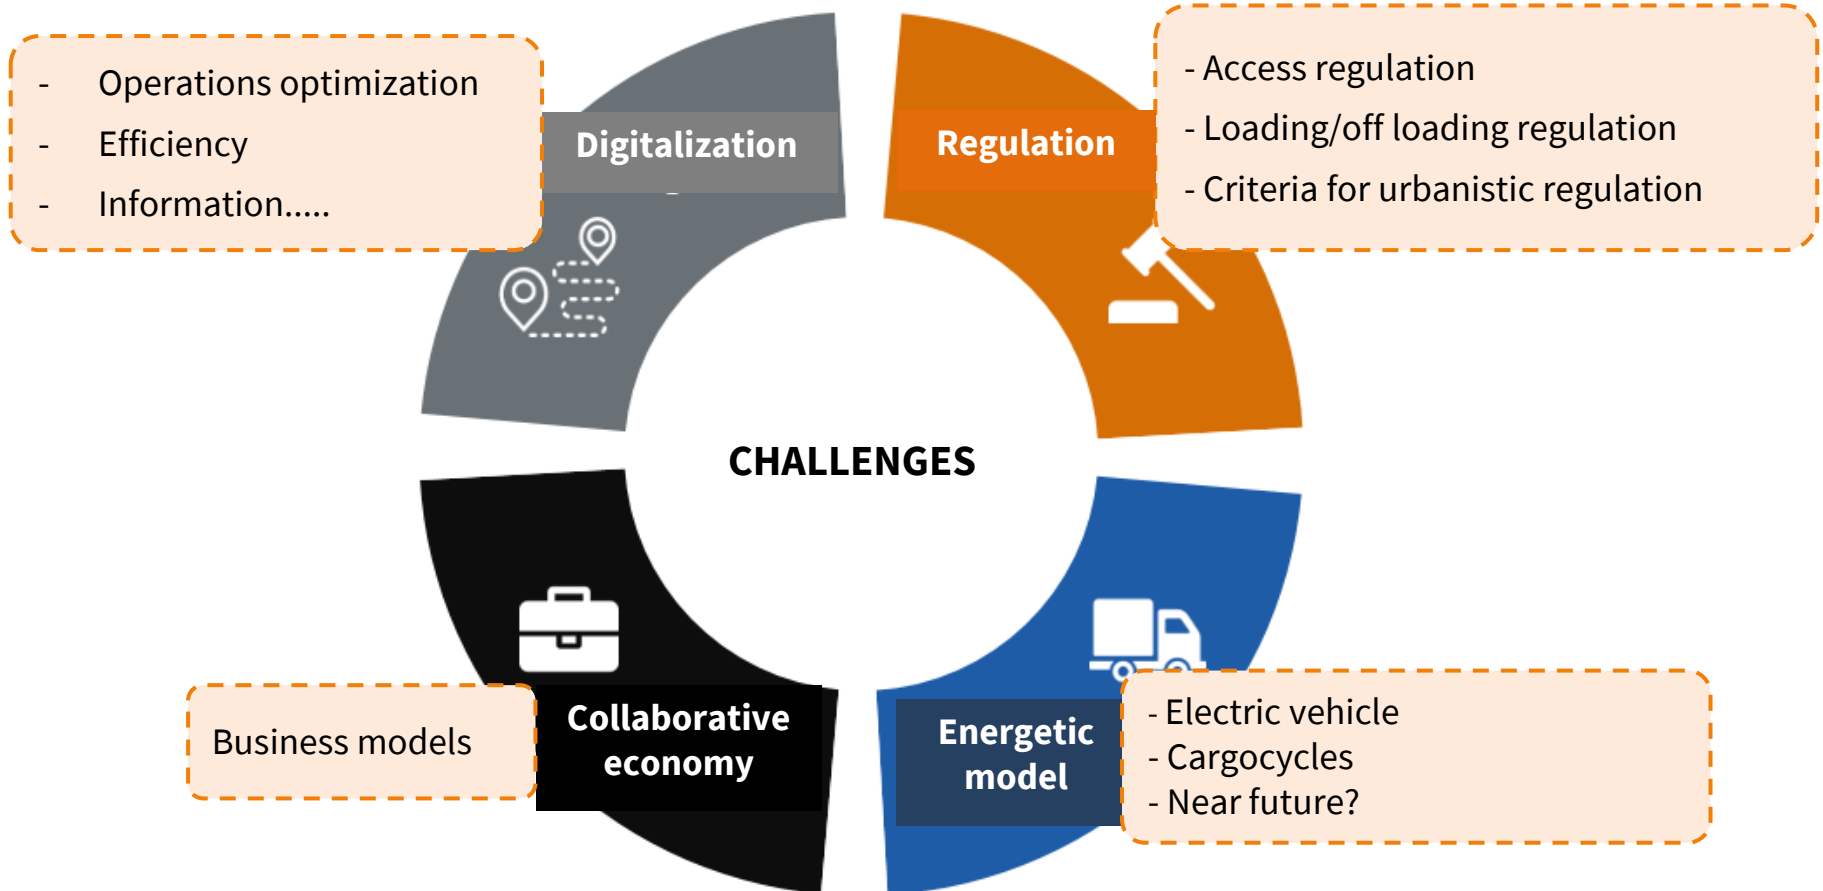 - Operations optimization
- Efficiency
- Information.....
Digitalization
Regulation
- Access regulation
- Loading/off loading regulation
- Criteria for urbanistic regulation
CHALLENGES
Business models
Collaborative
economy
Energetic
model
- Electric vehicle
- Cargocycles
- Near future?